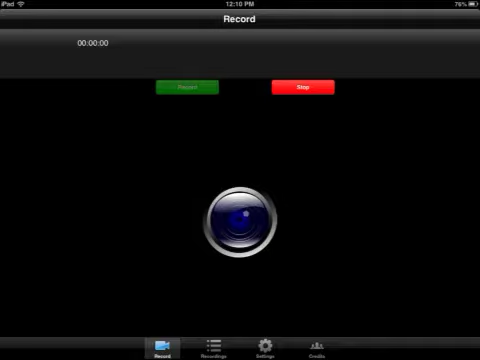 iPad 12:10 PM 76%
Record
00:00:00
Record Stop
Record Recordings Settings Credits